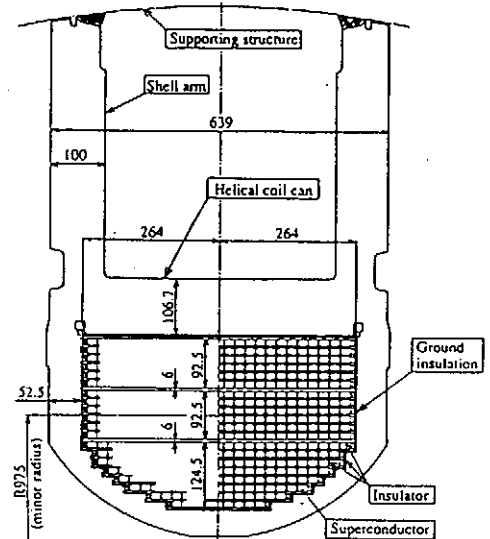 Supporting structure
Shell arm
639
100
Helical coil can
264
264
106.7
6
92.5
Ground
insulation
52.5
92.5
6
R975
(minor radius)
124.5
Insulator
Superconductor